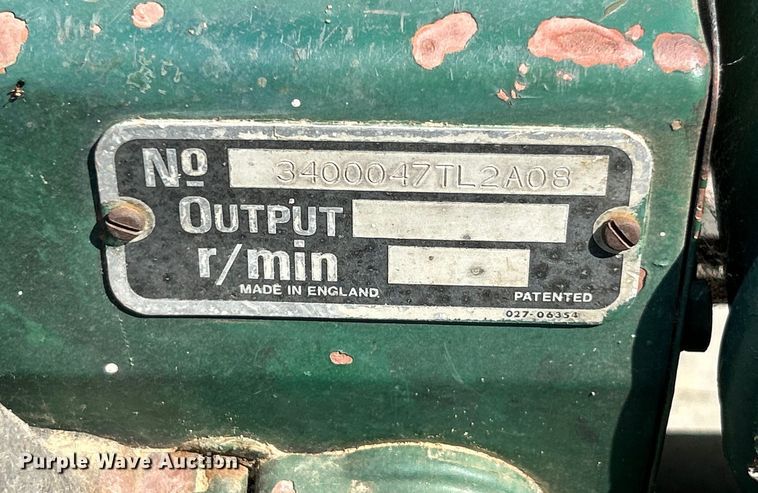 Nº 3400047TL2A08
OUTPUT
r/min
MADE IN ENGLAND
PATENTED
027-06354
Purple Wave Auction